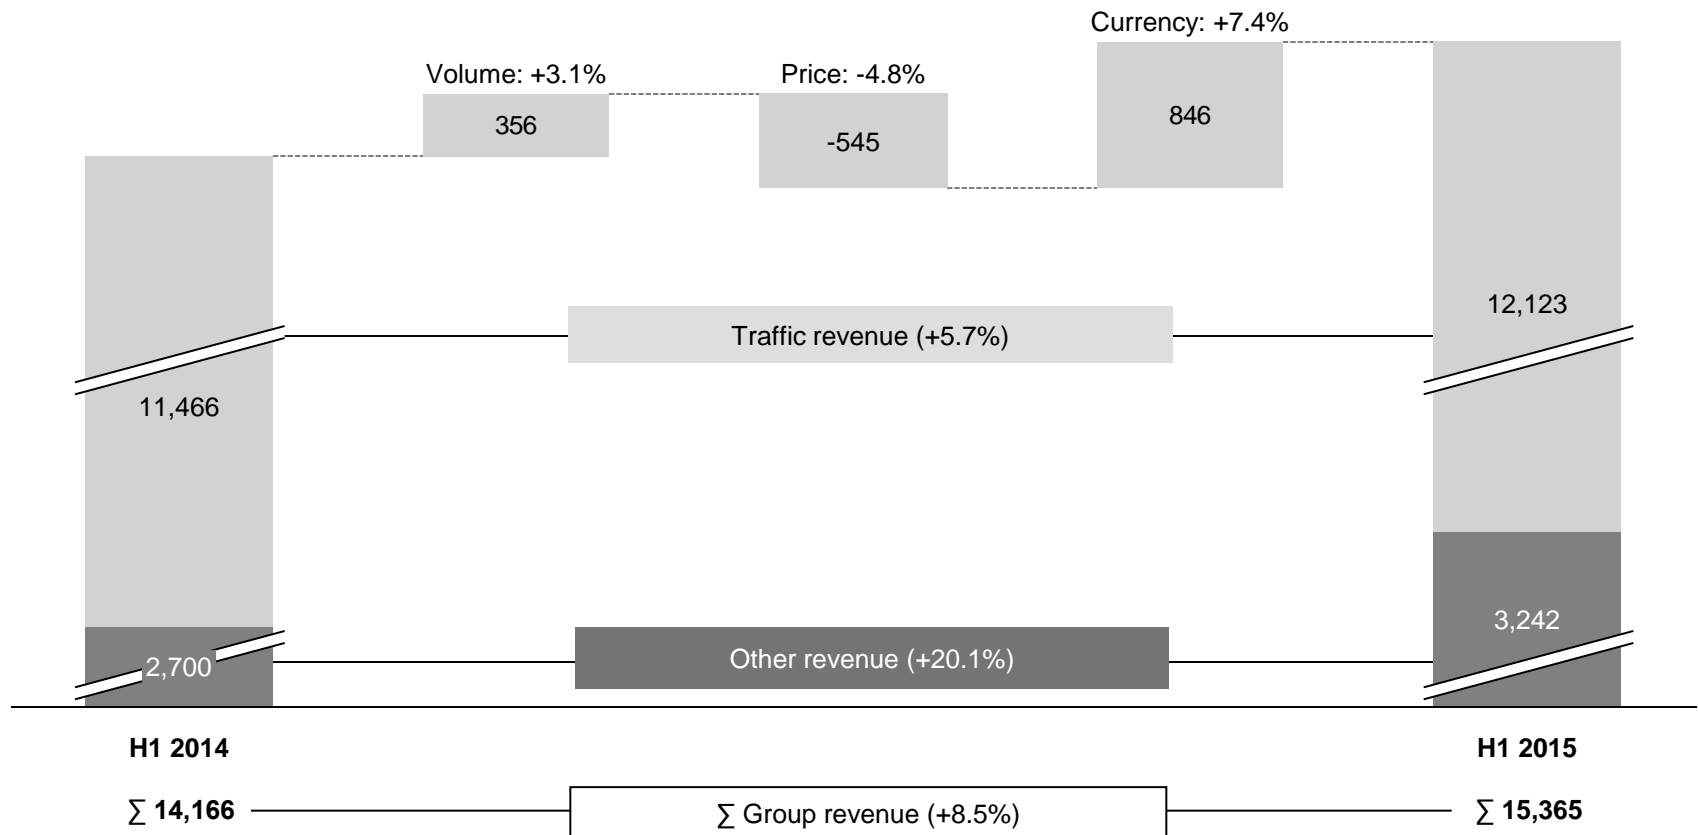 Currency: +7.4%
Volume: +3.1%
Price: -4.8%
356
-545
846
12,123
Traffic revenue (+5.7%)
11,466
3,242
2,700
Other revenue (+20.1%)
H1 2014
H1 2015
∑ 14,166
∑ Group revenue (+8.5%)
∑ 15,365